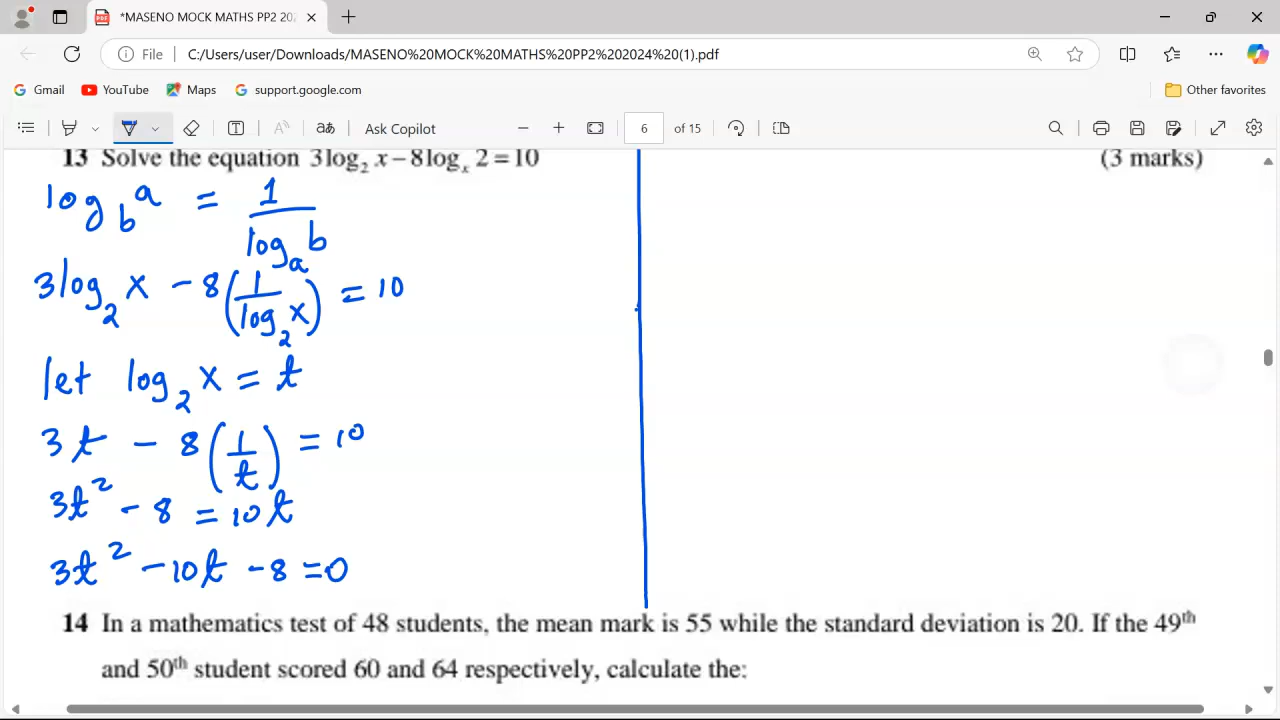 *MASENO MOCK MATHS PP2 202
File C:/Users/user/Downloads/MASENO%20MOCK%20MATHS%20PP2%202024%20(1).pdf
Gmail YouTube Maps support.google.com Other favorites
Ask Copilot 6 of 15
13 Solve the equation 3log₂ x − 8logₓ 2 = 10 (3 marks)
log_b a = 1/log_a b
3log₂ x − 8(1/log₂ x) = 10
let log₂ x = t
3t − 8(1/t) = 10
3t² − 8 = 10t
3t² − 10t − 8 = 0
14 In a mathematics test of 48 students, the mean mark is 55 while the standard deviation is 20. If the 49th
and 50th student scored 60 and 64 respectively, calculate the: